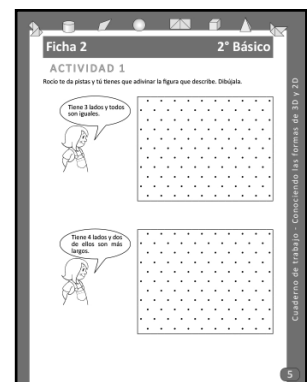 Ficha 2 2° Básico
ACTIVIDAD 1
Rocío te da pistas y tú tienes que adivinar la figura que describe. Dibújala.
Tiene 3 lados y todos
son iguales.
Tiene 4 lados y dos
de ellos son más
largos.
Cuaderno de trabajo - Conociendo las formas de 3D y 2D
5